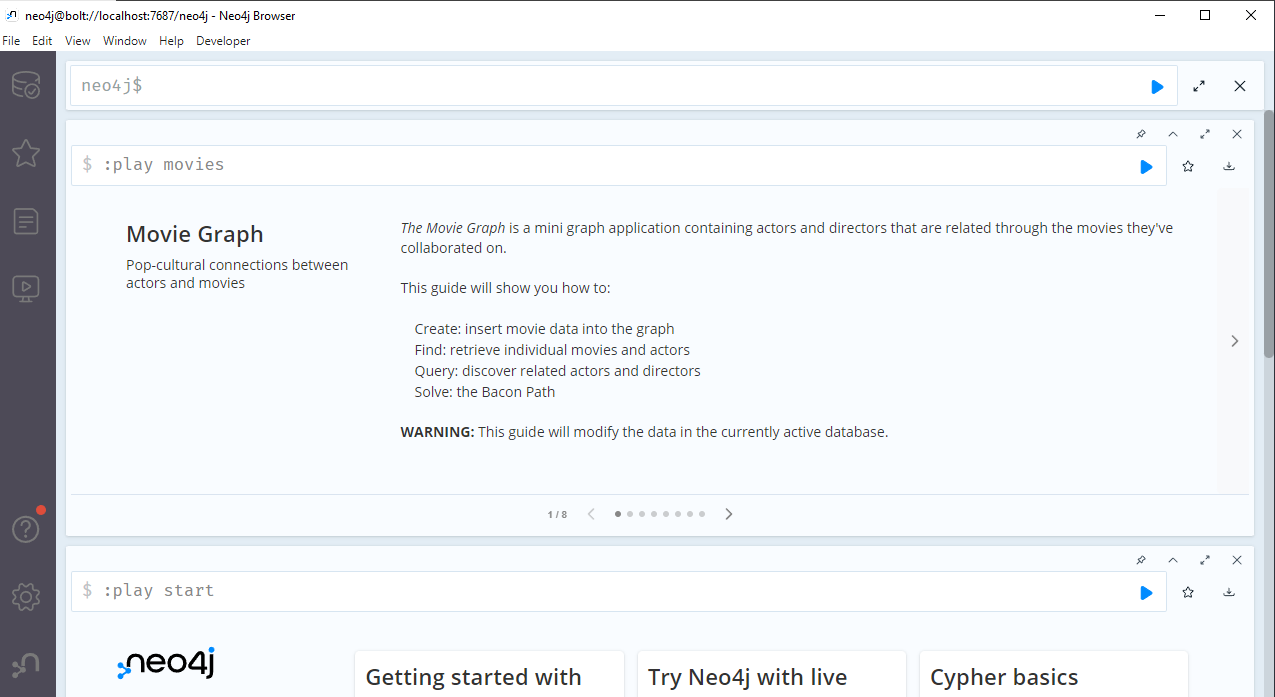 neo4j@bolt://localhost:7687/neo4j - Neo4j Browser
File Edit View Window Help Developer
neo4j$
$ :play movies
Movie Graph
Pop-cultural connections between
actors and movies
The Movie Graph is a mini graph application containing actors and directors that are related through the movies they've
collaborated on.
This guide will show you how to:
Create: insert movie data into the graph
Find: retrieve individual movies and actors
Query: discover related actors and directors
Solve: the Bacon Path
WARNING: This guide will modify the data in the currently active database.
1 / 8
$ :play start
neo4j
Getting started with
Try Neo4j with live
Cypher basics